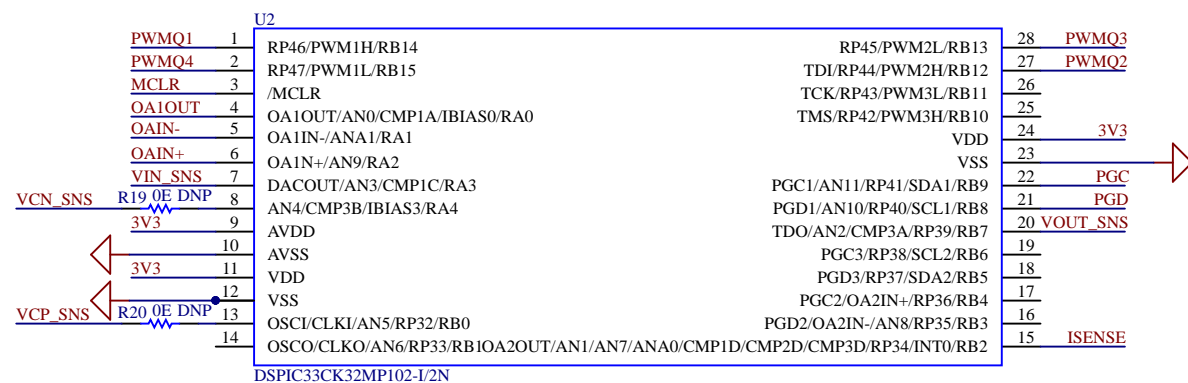 U2
PWMQ1 1 RP46/PWM1H/RB14 RP45/PWM2L/RB13 28 PWMQ3
PWMQ4 2 RP47/PWM1L/RB15 TDI/RP44/PWM2H/RB12 27 PWMQ2
MCLR 3 /MCLR TCK/RP43/PWM3L/RB11 26
OA1OUT 4 OA1OUT/AN0/CMP1A/IBIAS0/RA0 TMS/RP42/PWM3H/RB10 25
OAIN- 5 OA1IN-/ANA1/RA1 VDD 24 3V3
OAIN+ 6 OA1N+/AN9/RA2 VSS 23
VIN_SNS 7 DACOUT/AN3/CMP1C/RA3 PGC1/AN11/RP41/SDA1/RB9 22 PGC
VCN_SNS R19 0E DNP 8 AN4/CMP3B/IBIAS3/RA4 PGD1/AN10/RP40/SCL1/RB8 21 PGD
3V3 9 AVDD TDO/AN2/CMP3A/RP39/RB7 20 VOUT_SNS
10 AVSS PGC3/RP38/SCL2/RB6 19
3V3 11 VDD PGD3/RP37/SDA2/RB5 18
12 VSS PGC2/OA2IN+/RP36/RB4 17
VCP_SNS R20 0E DNP 13 OSCI/CLKI/AN5/RP32/RB0 PGD2/OA2IN-/AN8/RP35/RB3 16
14 OSCO/CLKO/AN6/RP33/RB1OA2OUT/AN1/AN7/ANA0/CMP1D/CMP2D/CMP3D/RP34/INT0/RB2 15 ISENSE
DSPIC33CK32MP102-I/2N